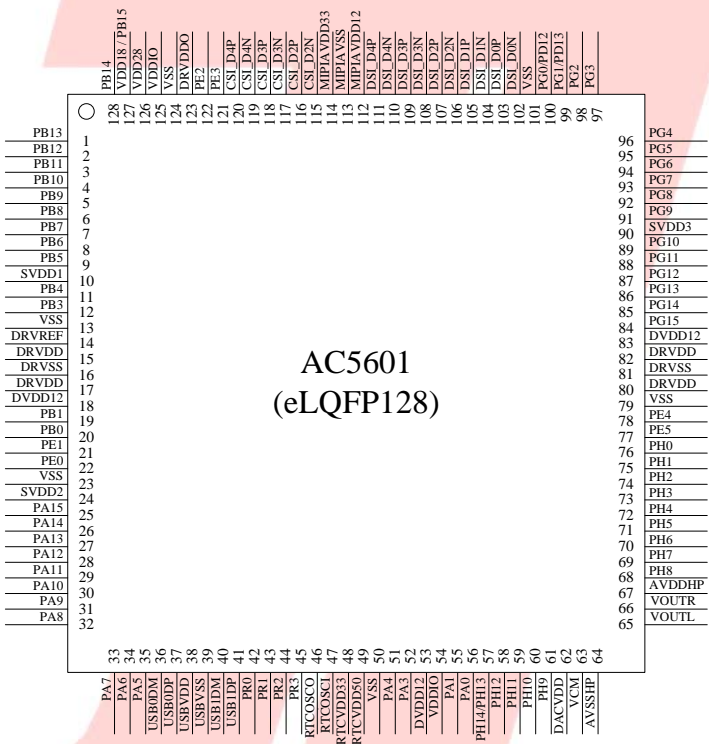 PB14
VDD18 / PB15
VDD28
VDDIO
VSS
DRVDDO
PE2
PE3
CSI_D4P
CSI_D4N
CSI_D3P
CSI_D3N
CSI_D2P
CSI_D2N
MIPIAVDD33
MIPIAVSS
MIPIAVDD12
DSI_D4P
DSI_D4N
DSI_D3P
DSI_D3N
DSI_D2P
DSI_D2N
DSI_D1P
DSI_D1N
DSI_D0P
DSI_D0N
VSS
PG0/PD12
PG1/PD13
PG2
PG3
128
127
126
125
124
123
122
121
120
119
118
117
116
115
114
113
112
111
110
109
108
107
106
105
104
103
102
101
100
99
98
97
PB13 1
PB12 2
PB11 3
PB10 4
PB9 5
PB8 6
PB7 7
PB6 8
PB5 9
SVDD1 10
PB4 11
PB3 12
VSS 13
DRVREF 14
DRVDD 15
DRVSS 16
DRVDD 17
DVDD12 18
PB1 19
PB0 20
PE1 21
PE0 22
VSS 23
SVDD2 24
PA15 25
PA14 26
PA13 27
PA12 28
PA11 29
PA10 30
PA9 31
PA8 32
AC5601
(eLQFP128)
96 PG4
95 PG5
94 PG6
93 PG7
92 PG8
91 PG9
90 SVDD3
89 PG10
88 PG11
87 PG12
86 PG13
85 PG14
84 PG15
83 DVDD12
82 DRVDD
81 DRVSS
80 DRVDD
79 VSS
78 PE4
77 PE5
76 PH0
75 PH1
74 PH2
73 PH3
72 PH4
71 PH5
70 PH6
69 PH7
68 PH8
67 AVDDHP
66 VOUTR
65 VOUTL
33
34
35
36
37
38
39
40
41
42
43
44
45
46
47
48
49
50
51
52
53
54
55
56
57
58
59
60
61
62
63
64
PA7
PA6
PA5
USB0DM
USB0DP
USBVDD
USBVSS
USB1DM
USB1DP
PR0
PR1
PR2
PR3
RTCOSCO
RTCOSCI
RTCVDD33
RTCVDD50
VSS
PA4
PA3
DVDD12
VDDIO
PA1
PA0
PH14/PH13
PH12
PH11
PH10
PH9
DACVDD
VCM
AVSSHP